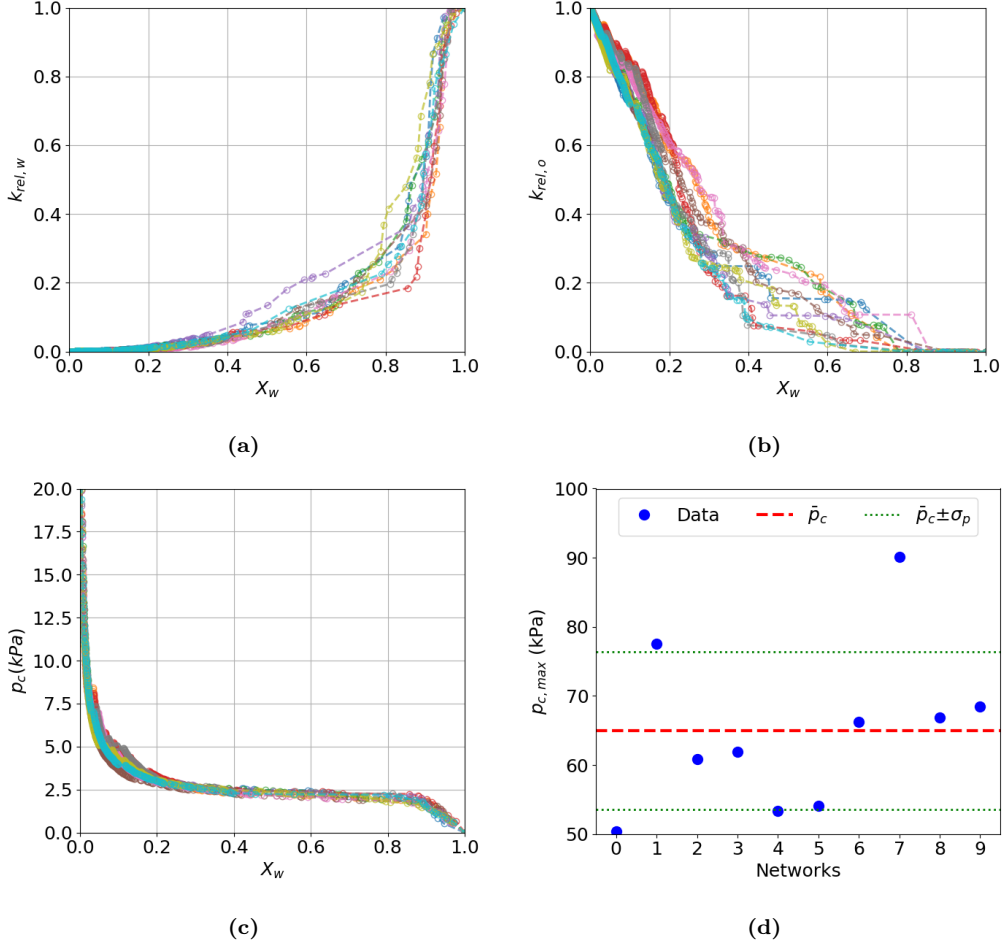 1.0
0.8
0.6
0.4
0.2
0.0
k_{rel, w}
0.0 0.2 0.4 0.6 0.8 1.0
X_w
(a)
1.0
0.8
0.6
0.4
0.2
0.0
k_{rel, o}
0.0 0.2 0.4 0.6 0.8 1.0
X_w
(b)
20.0
17.5
15.0
12.5
10.0
7.5
5.0
2.5
0.0
p_c(kPa)
0.0 0.2 0.4 0.6 0.8 1.0
X_w
(c)
Data p̄_c p̄_c±σ_p
100
90
80
70
60
50
p_{c, max} (kPa)
0 1 2 3 4 5 6 7 8 9
Networks
(d)